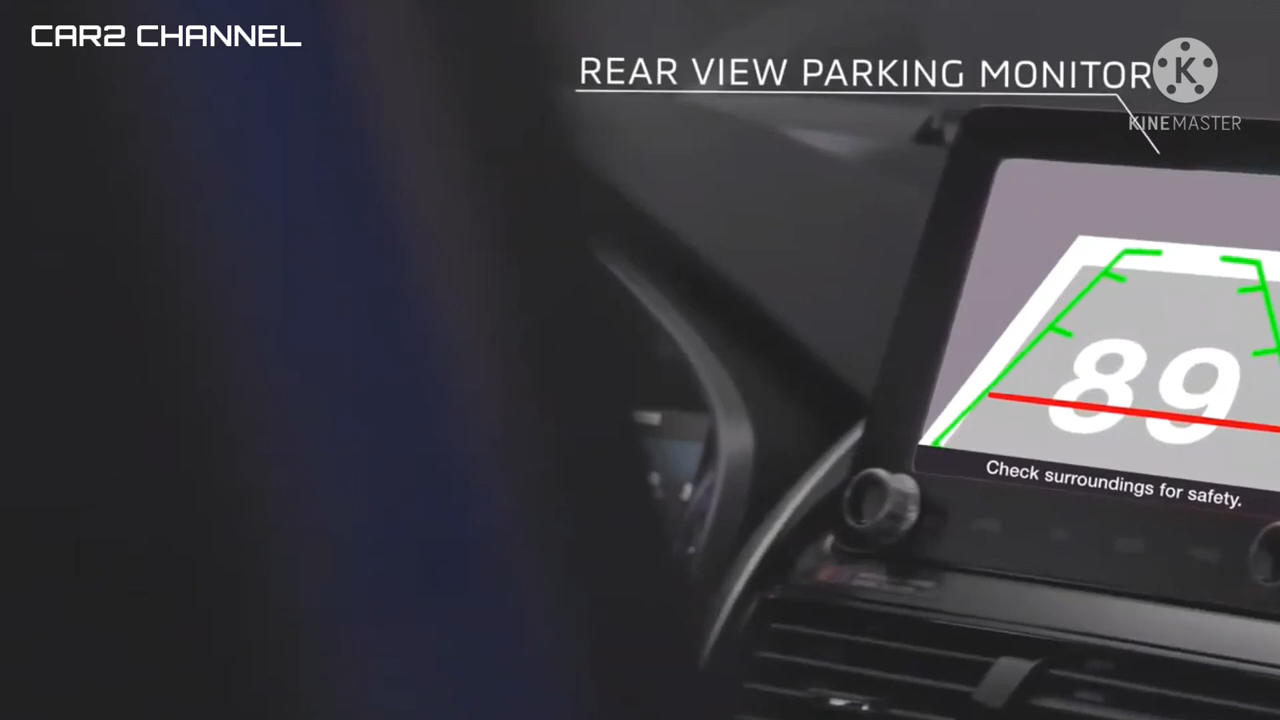 CAR2 CHANNEL
REAR VIEW PARKING MONITOR
K
KINEMASTER
89
Check surroundings for safety.